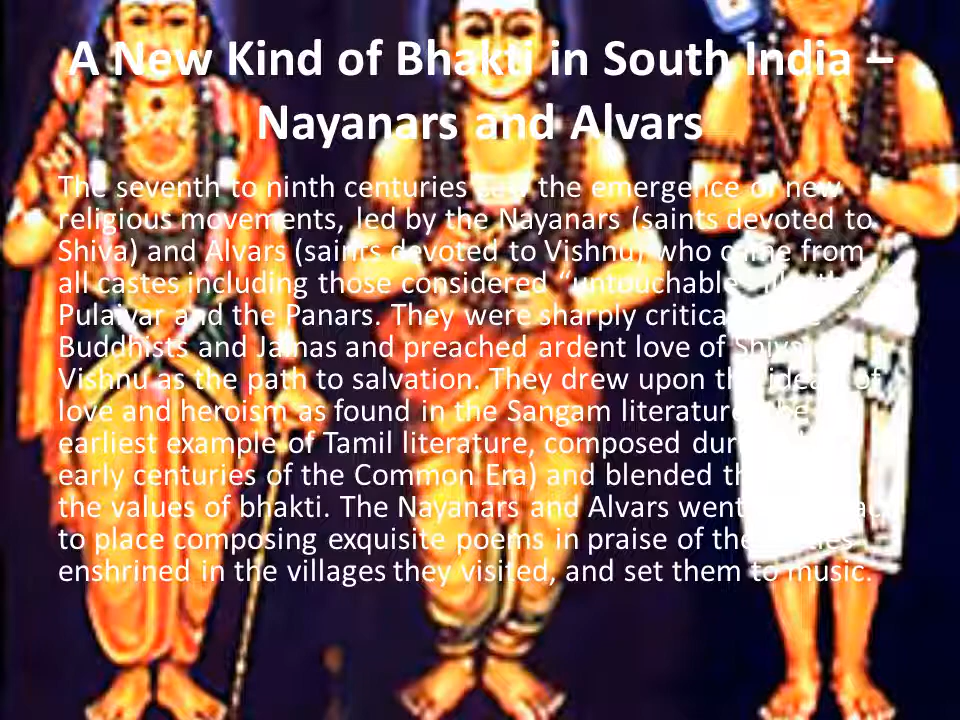 A New Kind of Bhakti in South India –
Nayanars and Alvars
The seventh to ninth centuries saw the emergence of new
religious movements, led by the Nayanars (saints devoted to
Shiva) and Alvars (saints devoted to Vishnu) who came from
all castes including those considered “untouchable” like the
Pulaiyar and the Panars. They were sharply critical of the
Buddhists and Jainas and preached ardent love of Shiva or
Vishnu as the path to salvation. They drew upon the ideals of
love and heroism as found in the Sangam literature (the
earliest example of Tamil literature, composed during the
early centuries of the Common Era) and blended them with
the values of bhakti. The Nayanars and Alvars went from place
to place composing exquisite poems in praise of the deities
enshrined in the villages they visited, and set them to music.